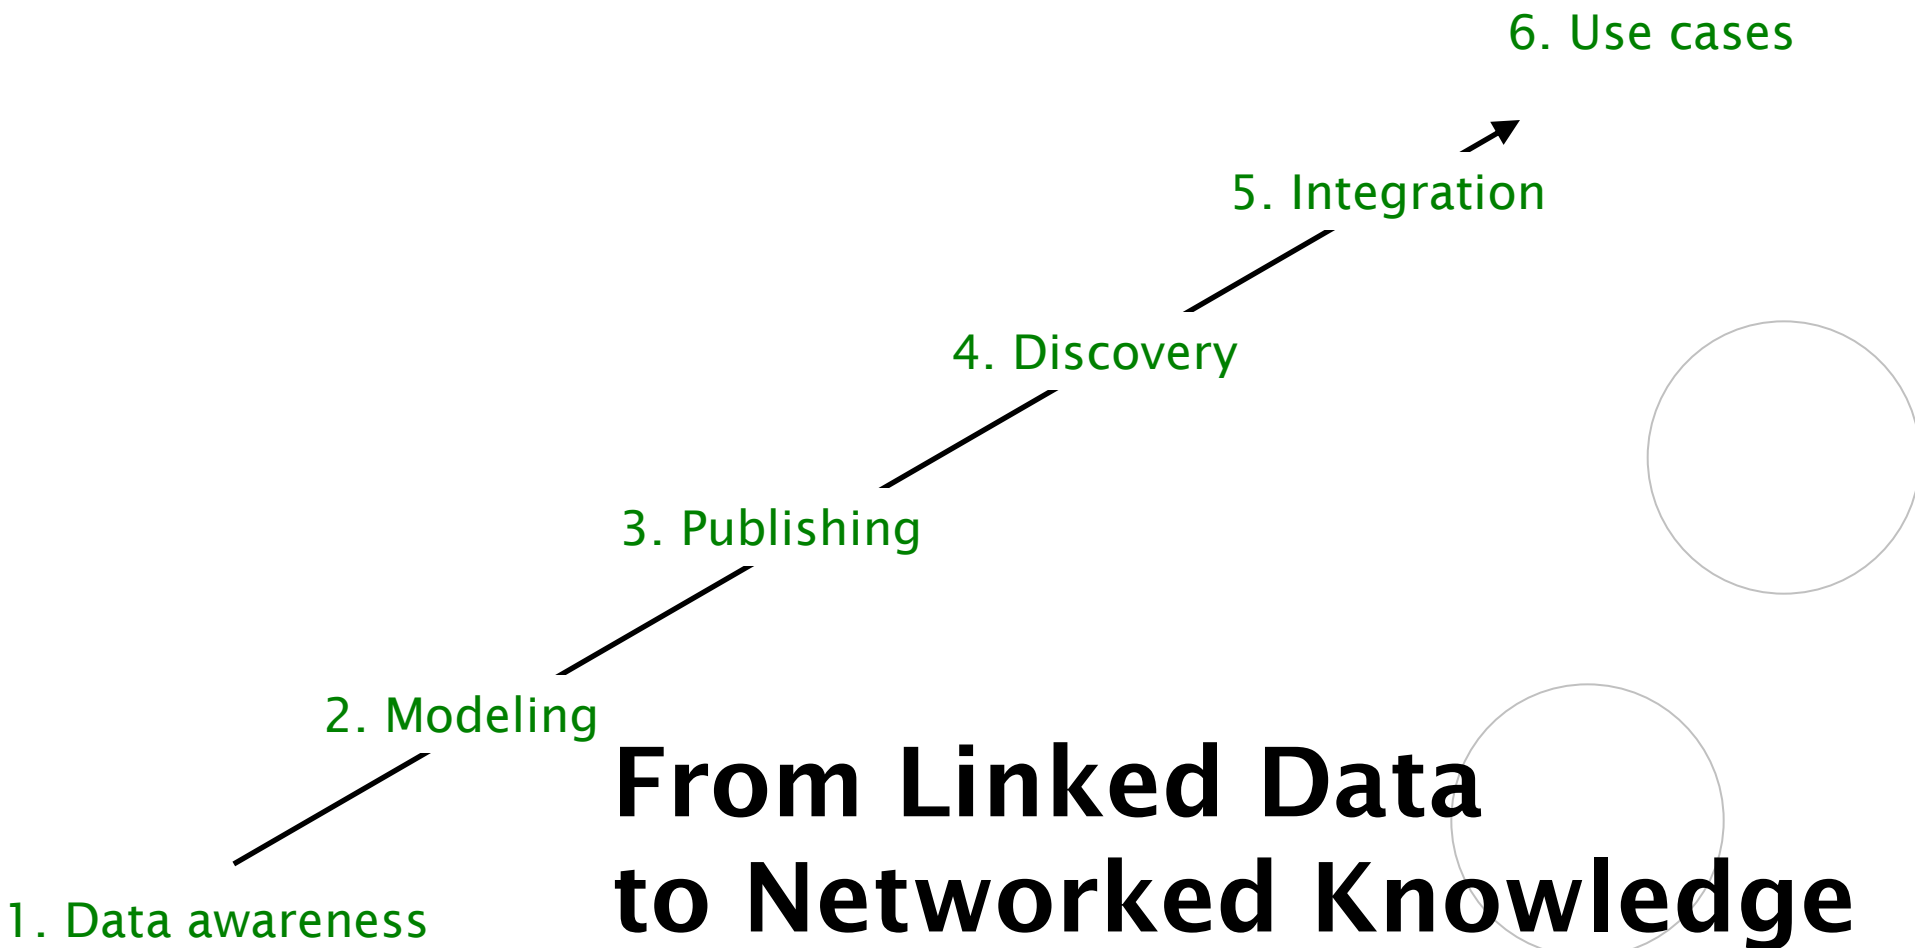 6. Use cases
5. Integration
4. Discovery
3. Publishing
2. Modeling
From Linked Data
to Networked Knowledge
1. Data awareness